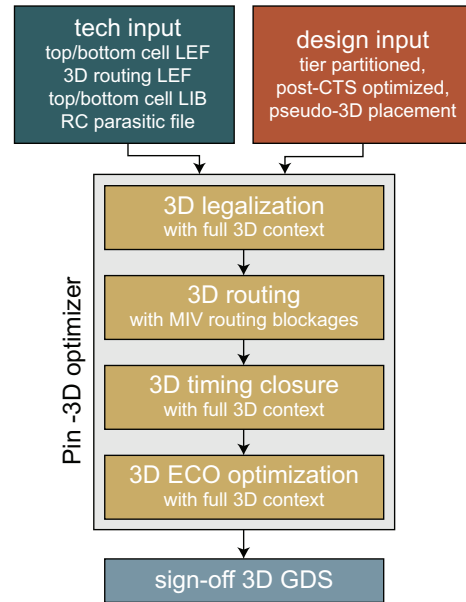 tech input
top/bottom cell LEF
3D routing LEF
top/bottom cell LIB
RC parasitic file
design input
tier partitioned,
post-CTS optimized,
pseudo-3D placement
Pin -3D optimizer
3D legalization
with full 3D context
3D routing
with MIV routing blockages
3D timing closure
with full 3D context
3D ECO optimization
with full 3D context
sign-off 3D GDS